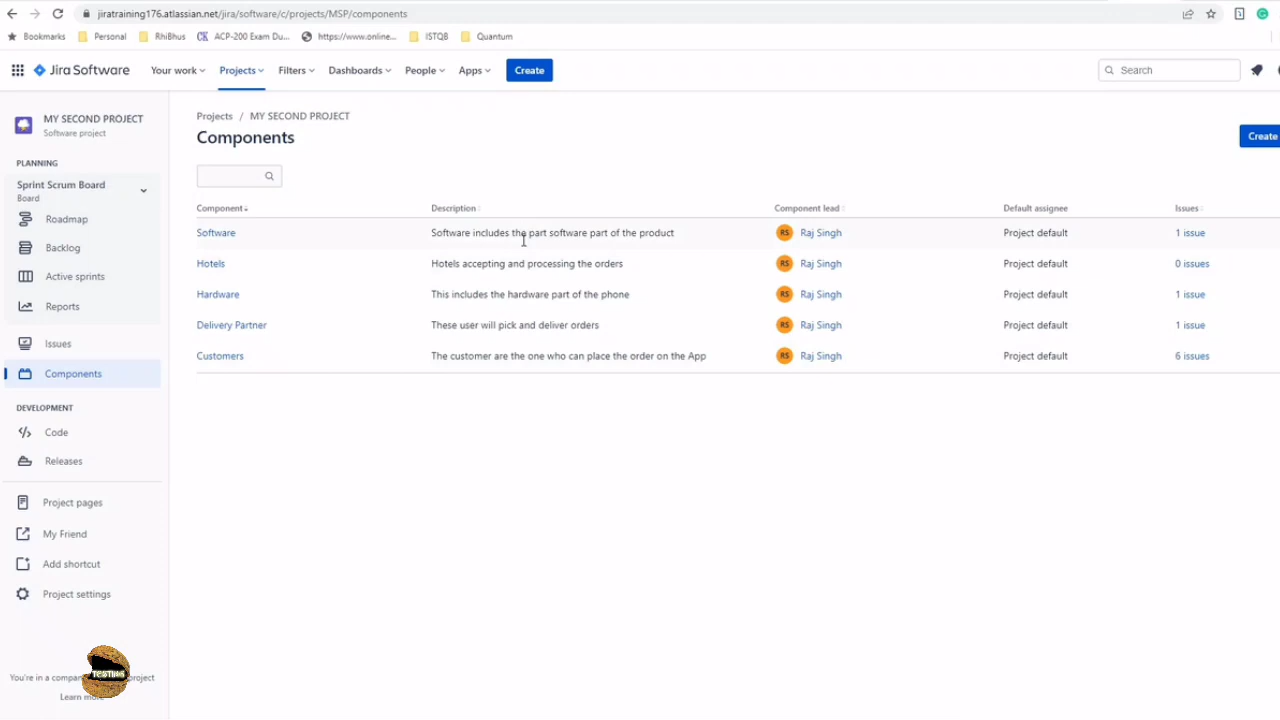 jiratraining176.atlassian.net/jira/software/c/projects/MSP/components
Bookmarks Personal RhiBhus CK ACP-200 Exam Du... https://www.online... ISTQB Quantum
Jira Software Your work Projects Filters Dashboards People Apps Create Search
MY SECOND PROJECT
Software project
PLANNING
Sprint Scrum Board
Board
Roadmap
Backlog
Active sprints
Reports
Issues
Components
DEVELOPMENT
Code
Releases
Project pages
My Friend
Add shortcut
Project settings
You're in a project
Learn
TESTING
Projects / MY SECOND PROJECT
Components
Create
Component Description Component lead Default assignee Issues
Software Software includes the part software part of the product RS Raj Singh Project default 1 issue
Hotels Hotels accepting and processing the orders RS Raj Singh Project default 0 issues
Hardware This includes the hardware part of the phone RS Raj Singh Project default 1 issue
Delivery Partner These user will pick and deliver orders RS Raj Singh Project default 1 issue
Customers The customer are the one who can place the order on the App RS Raj Singh Project default 6 issues